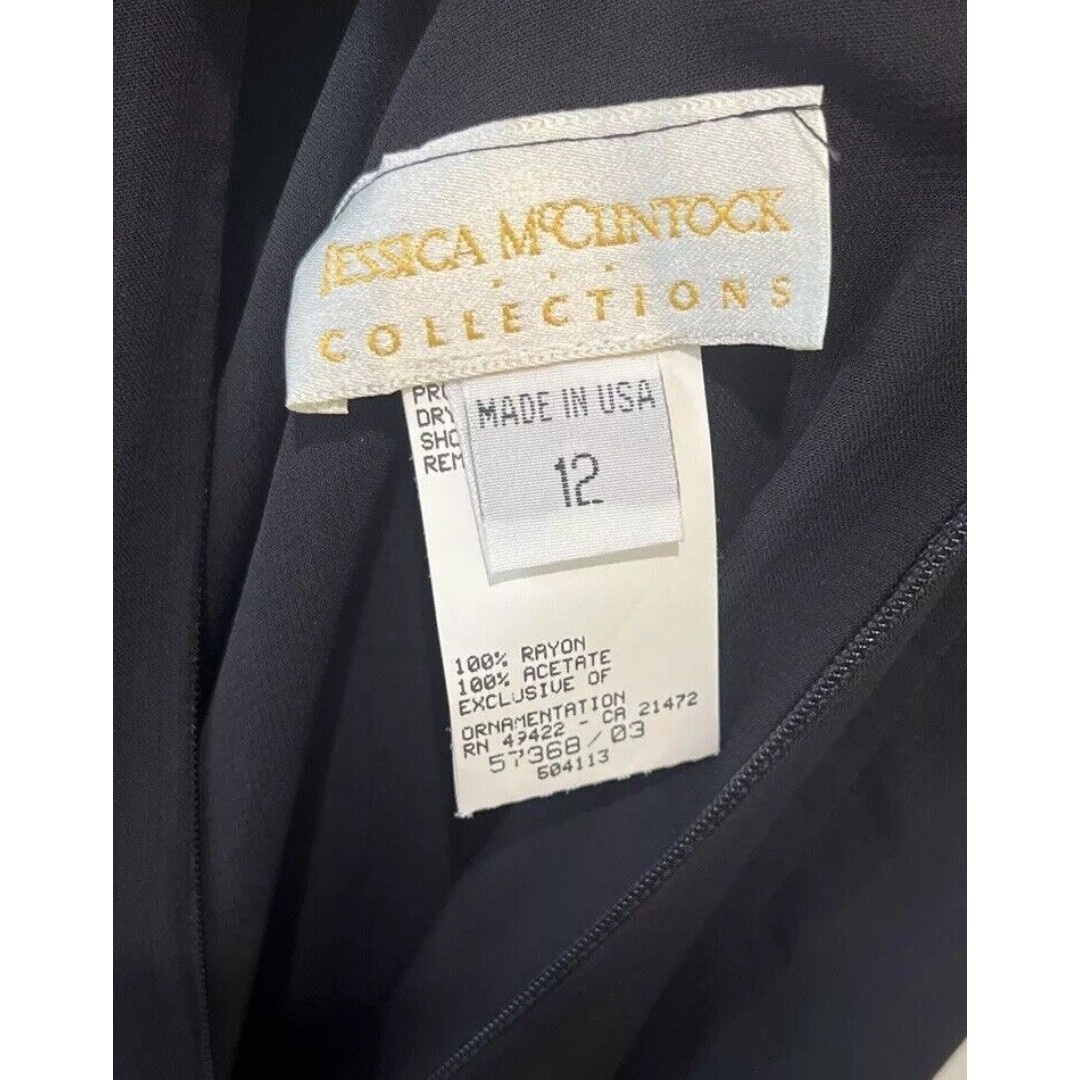 JESSICA McCLINTOCK
COLLECTIONS
MADE IN USA
12
100% RAYON
100% ACETATE
EXCLUSIVE OF
ORNAMENTATION
RN 49422 - CA 21472
57368/03
504113